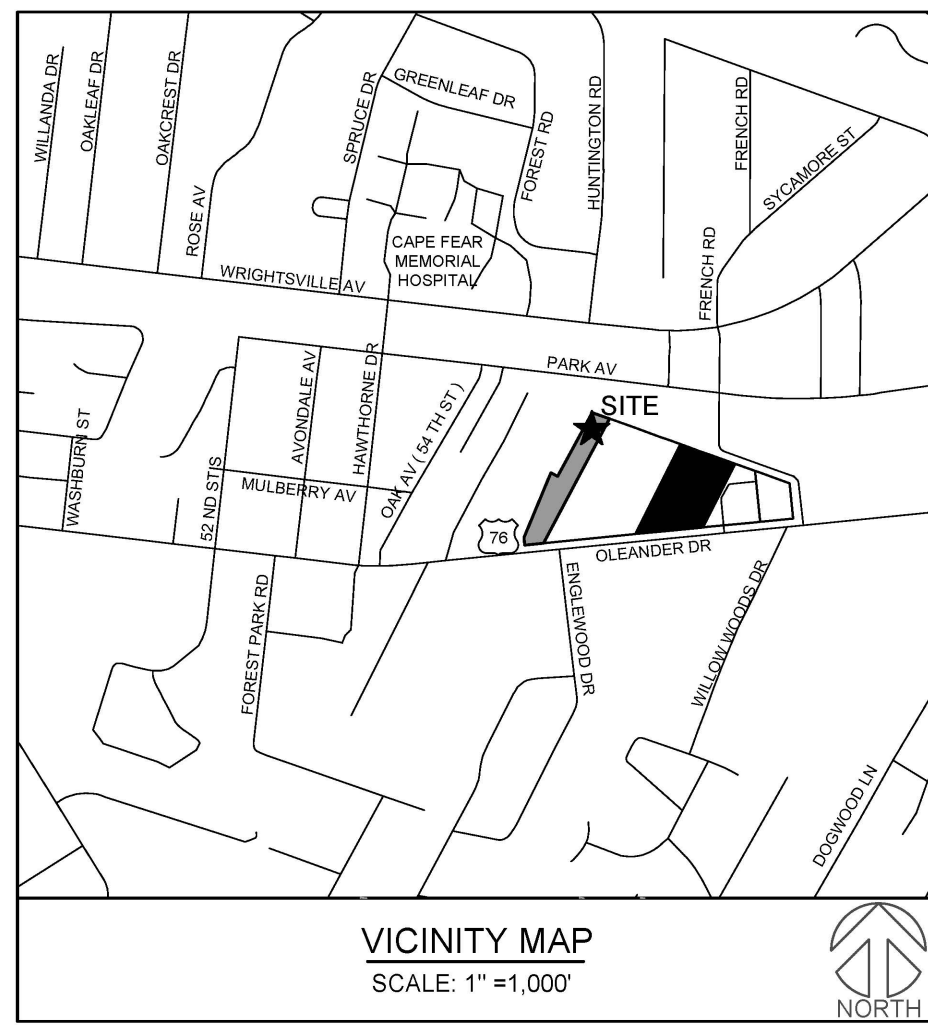 WILLANDA DR
OAKLEAF DR
OAKCREST DR
ROSE AV
SPRUCE DR
GREENLEAF DR
FOREST RD
HUNTINGTON RD
FRENCH RD
SYCAMORE ST
FRENCH RD
CAPE FEAR
MEMORIAL
HOSPITAL
WRIGHTSVILLE AV
PARK AV
SITE
WASHBURN ST
52 ND STIS
AVONDALE AV
HAWTHORNE DR
MULBERRY AV
OAK AV ( 54 TH ST )
76
OLEANDER DR
FOREST PARK RD
ENGLEWOOD DR
WILLOW WOODS DR
DOGWOOD LN
VICINITY MAP
SCALE: 1" =1,000'
NORTH